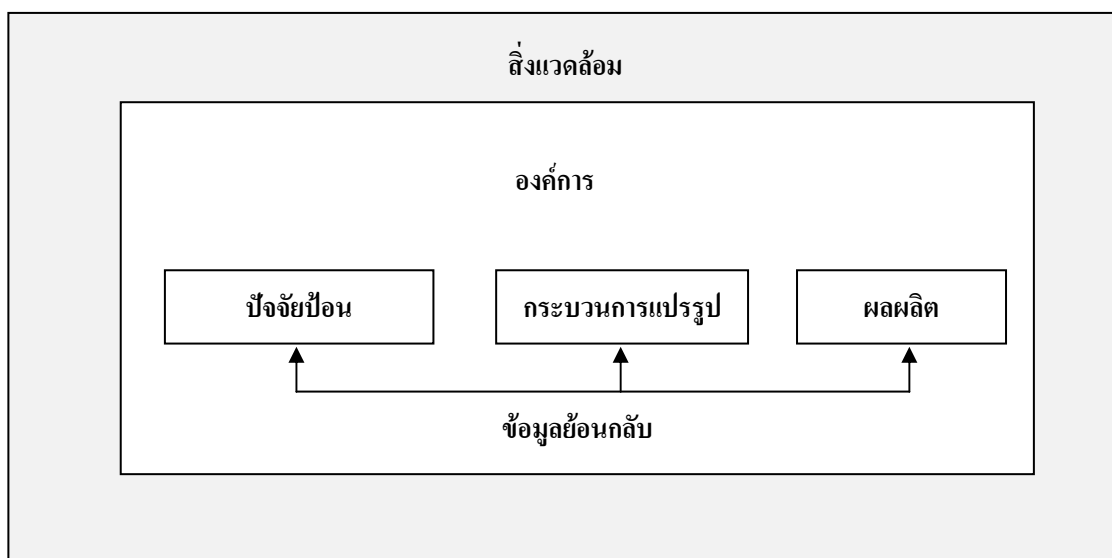 สิ่งแวดล้อม
องค์การ
ปัจจัยป้อน
กระบวนการแปรรูป
ผลผลิต
ข้อมูลย้อนกลับ